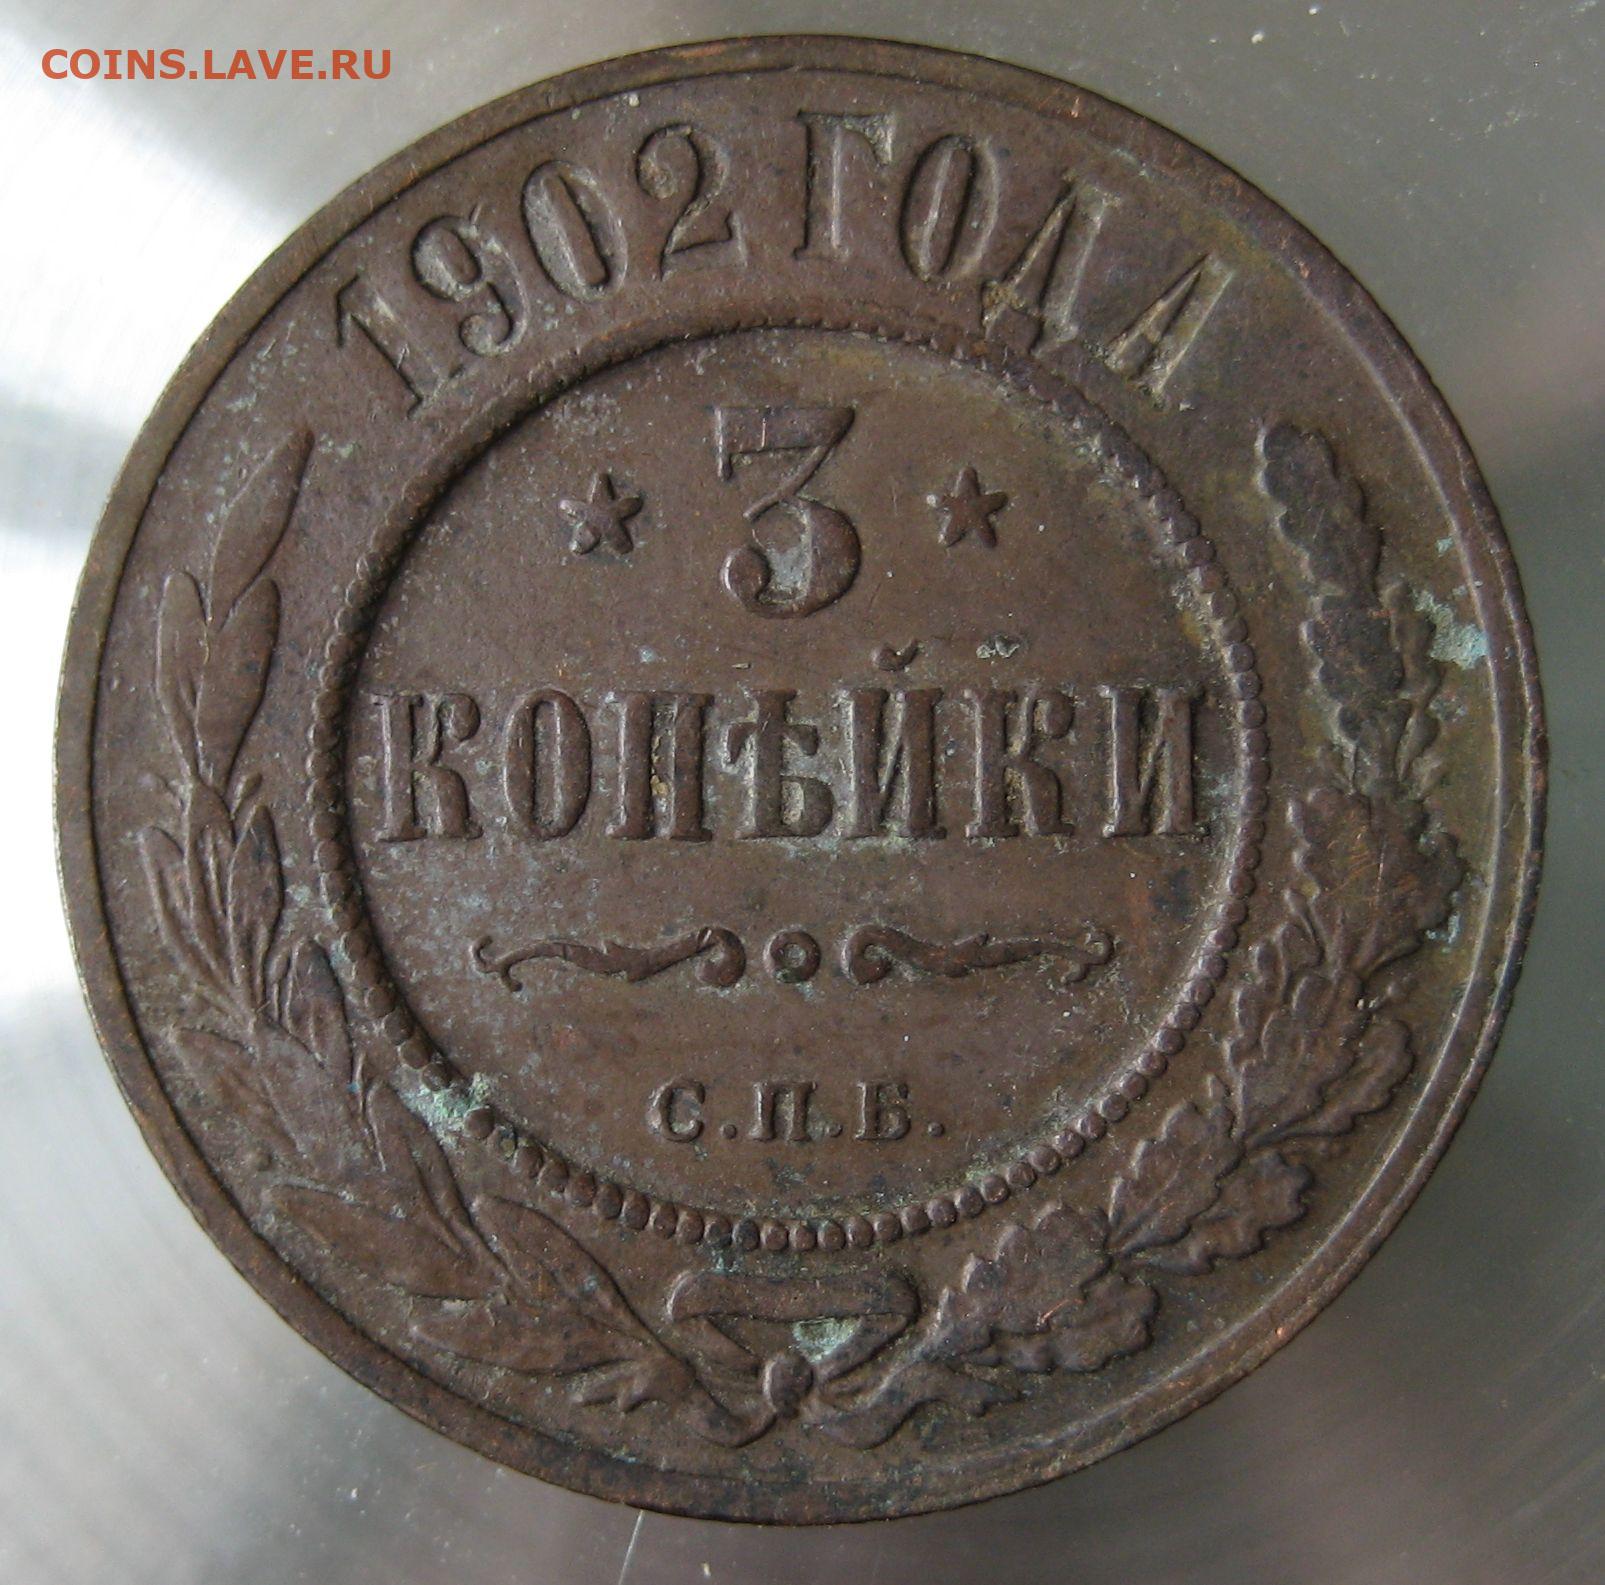 COINS.LAVE.RU
1902 ГОДА
3
КОПѢЙКИ
С.П.Б.